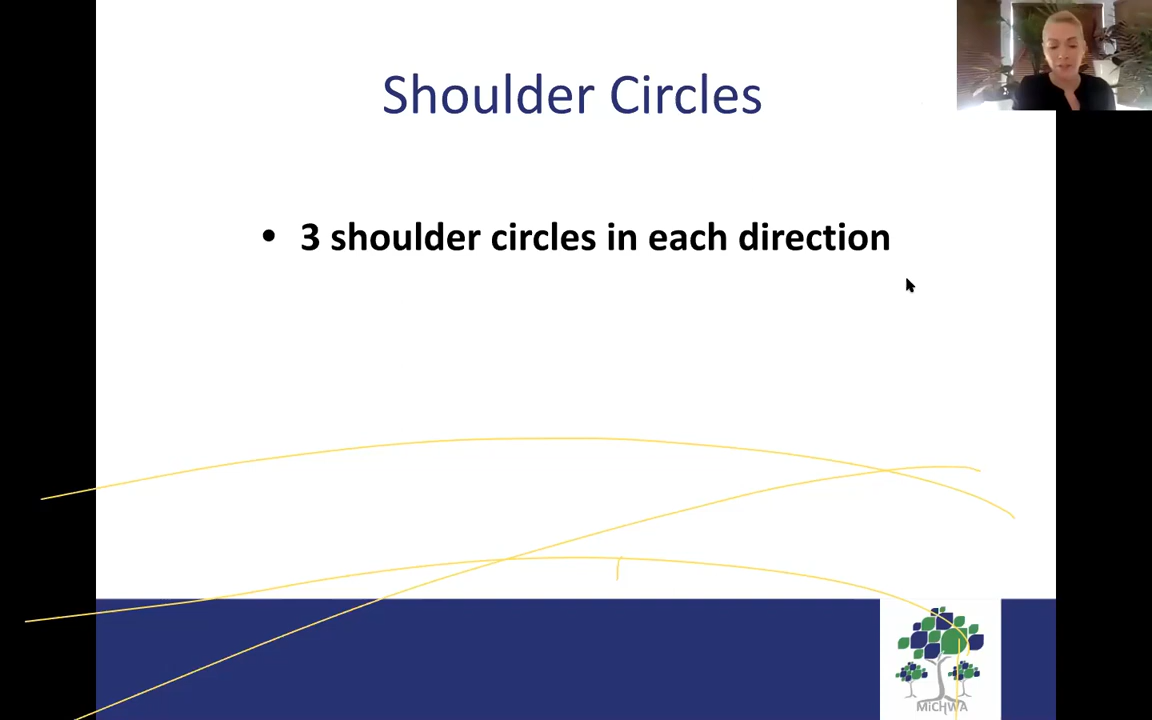 Shoulder Circles
• 3 shoulder circles in each direction
MiCHWA